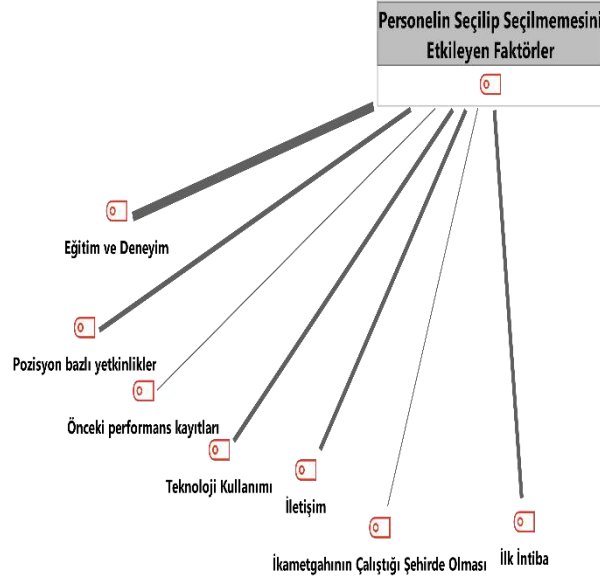 Personelin Seçilip Seçilmemesini
Etkileyen Faktörler
Eğitim ve Deneyim
Pozisyon bazlı yetkinlikler
Önceki performans kayıtları
Teknoloji Kullanımı
İletişim
İkametgahının Çalıştığı Şehirde Olması
İlk İntiba